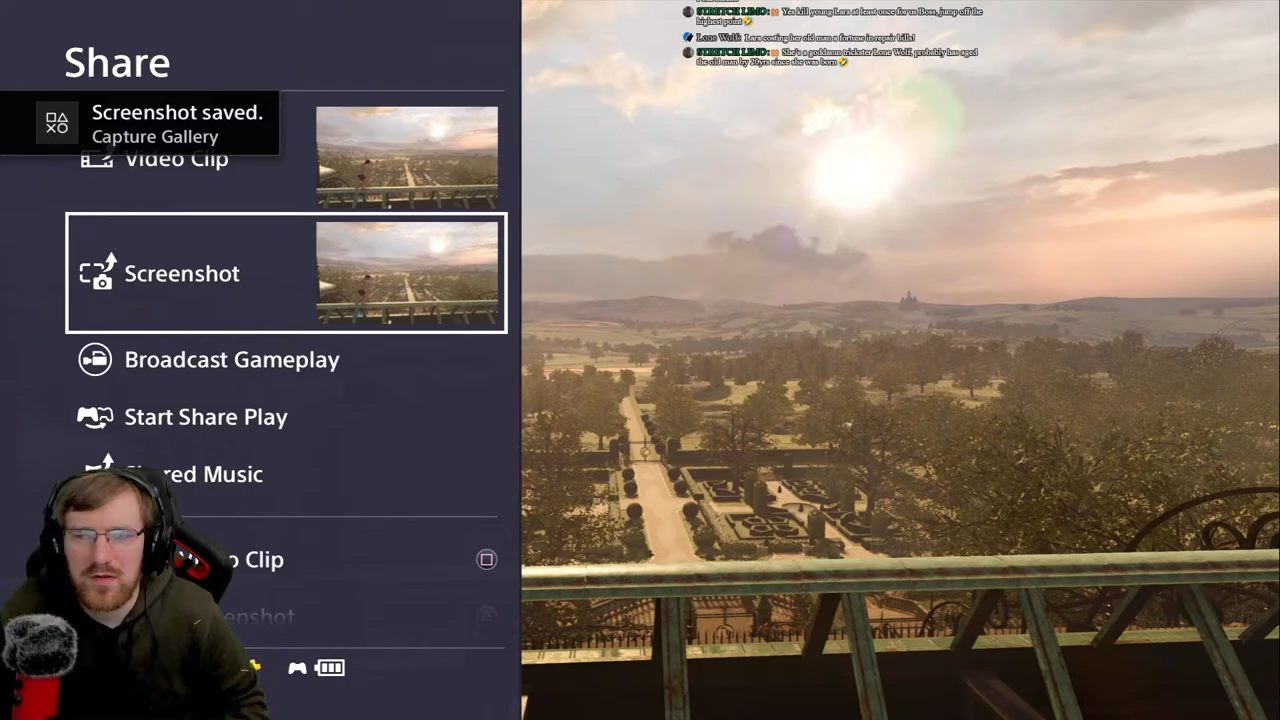 Share
Screenshot saved.
Capture Gallery
Video Clip
Screenshot
Broadcast Gameplay
Start Share Play
red Music
o Clip
enshot
STRETCH LIMO: Yes kill young Lara at least once for us Boss, jump off the
highest point
Lone Wolf: Lara costing her old man a fortune in repair bills!
STRETCH LIMO: She's a goddamn trickster Lone Wolf, probably has aged
the old man by 20yrs since she was born